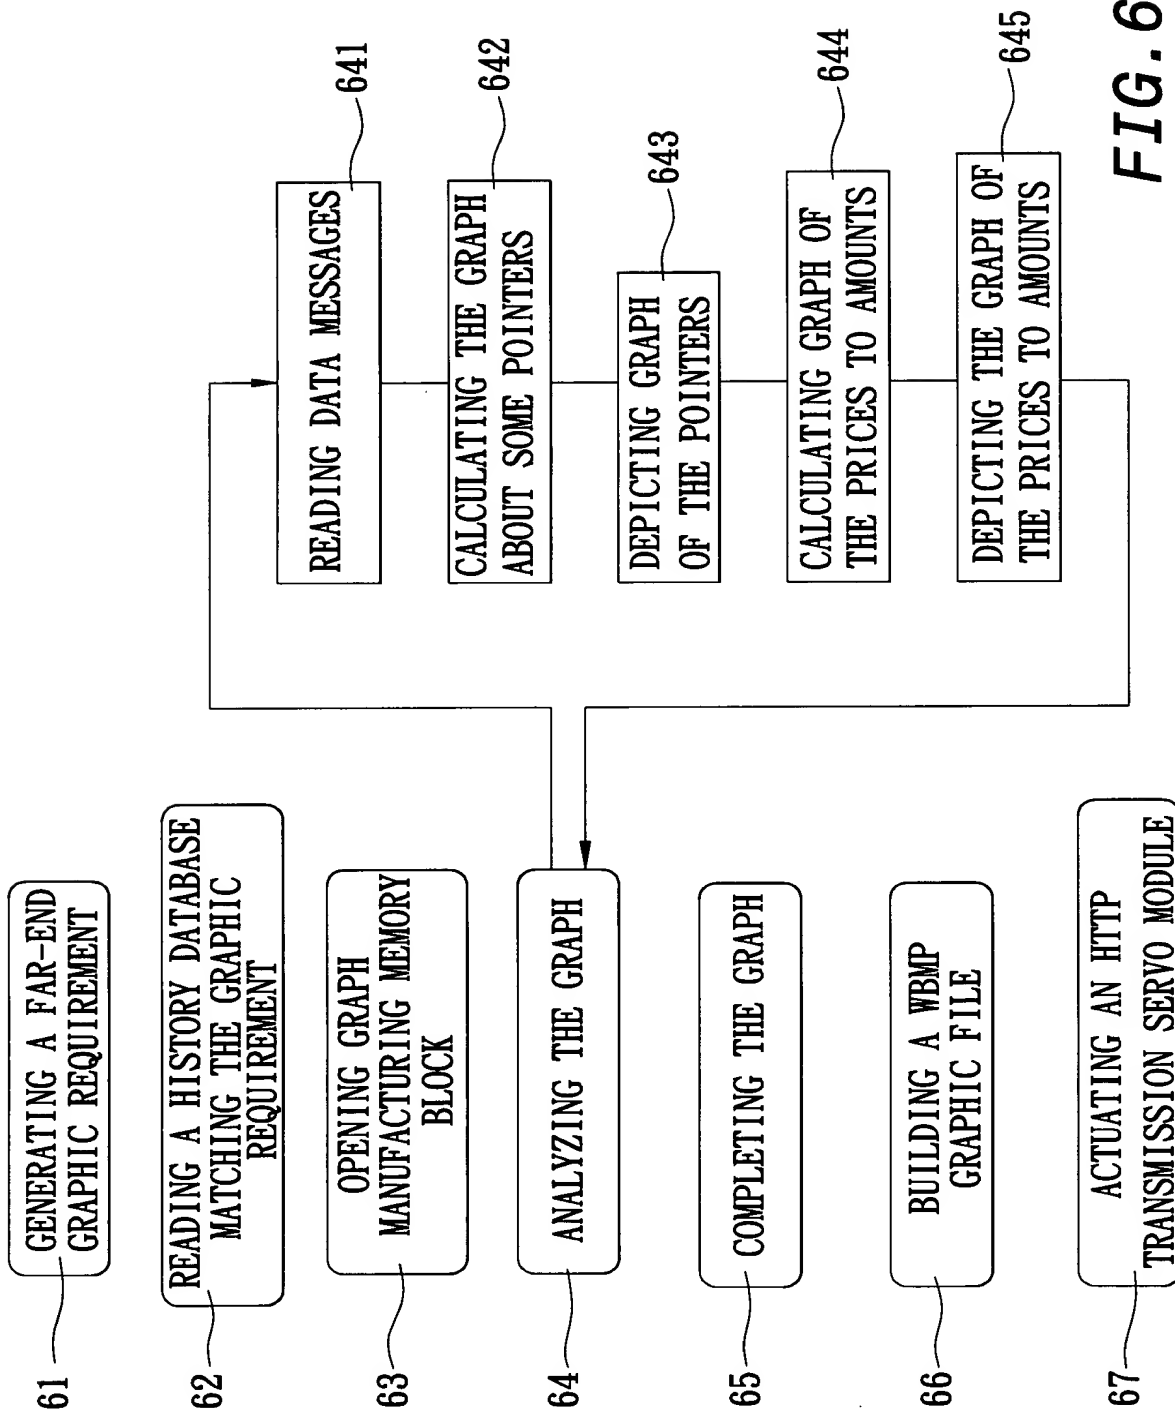 61
GENERATING A FAR-END
GRAPHIC REQUIREMENT
62
READING A HISTORY DATABASE
MATCHING THE GRAPHIC
REQUIREMENT
63
OPENING GRAPH
MANUFACTURING MEMORY
BLOCK
64
ANALYZING THE GRAPH
65
COMPLETING THE GRAPH
66
BUILDING A WBMP
GRAPHIC FILE
67
ACTUATING AN HTTP
TRANSMISSION SERVO MODULE
READING DATA MESSAGES
641
CALCULATING THE GRAPH
ABOUT SOME POINTERS
642
DEPICTING GRAPH
OF THE POINTERS
643
CALCULATING GRAPH OF
THE PRICES TO AMOUNTS
644
DEPICTING THE GRAPH OF
THE PRICES TO AMOUNTS
645
FIG.6